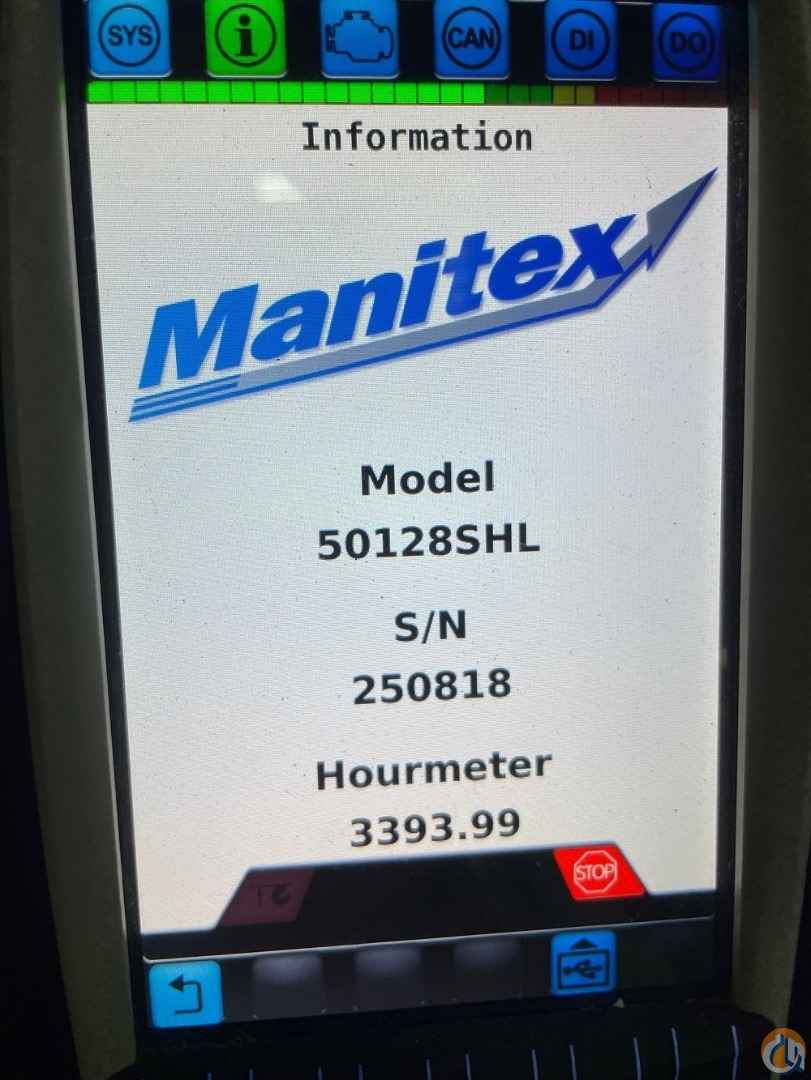 SYS i CAN DI DO
Information
Manitex
Model
50128SHL
S/N
250818
Hourmeter
3393.99
STOP